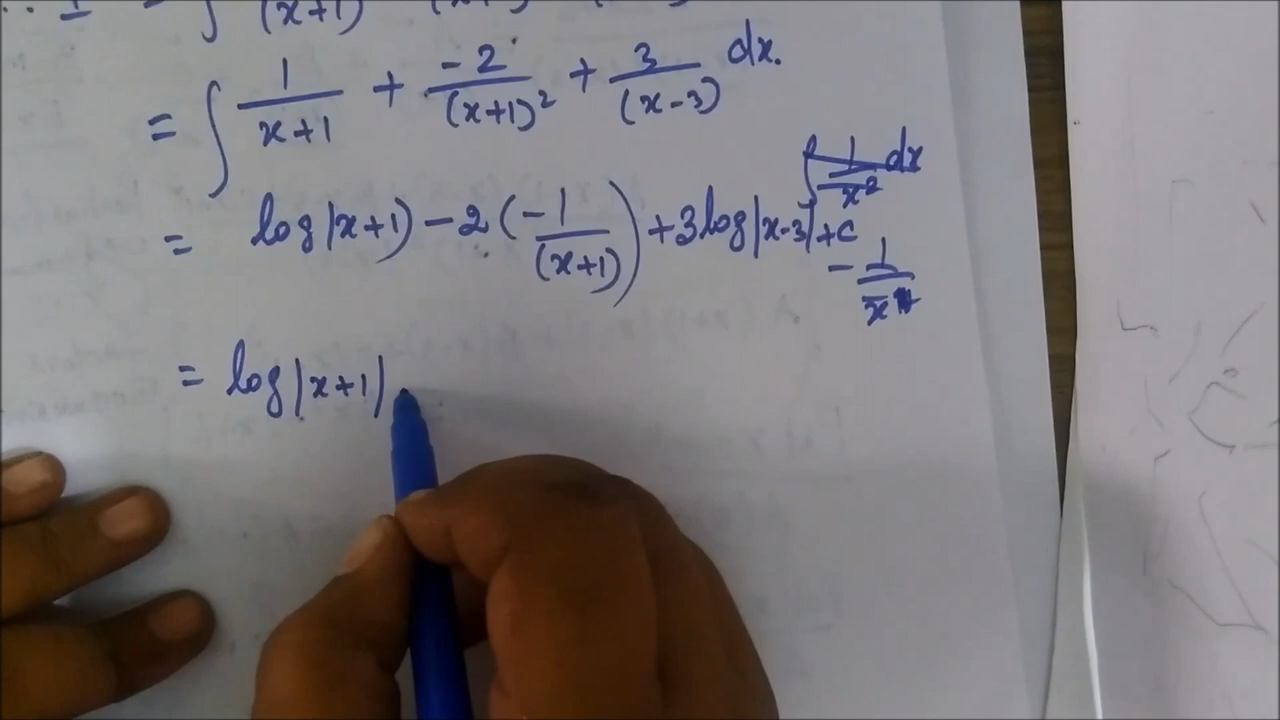 ∴ I = ∫ (x+1)
= ∫ 1/(x+1) + -2/(x+1)² + 3/(x-3) dx.
∫ 1/x² dx
= log|x+1) - 2(-1/(x+1)) + 3log|x-3| + c
- 1/x
= log|x+1|